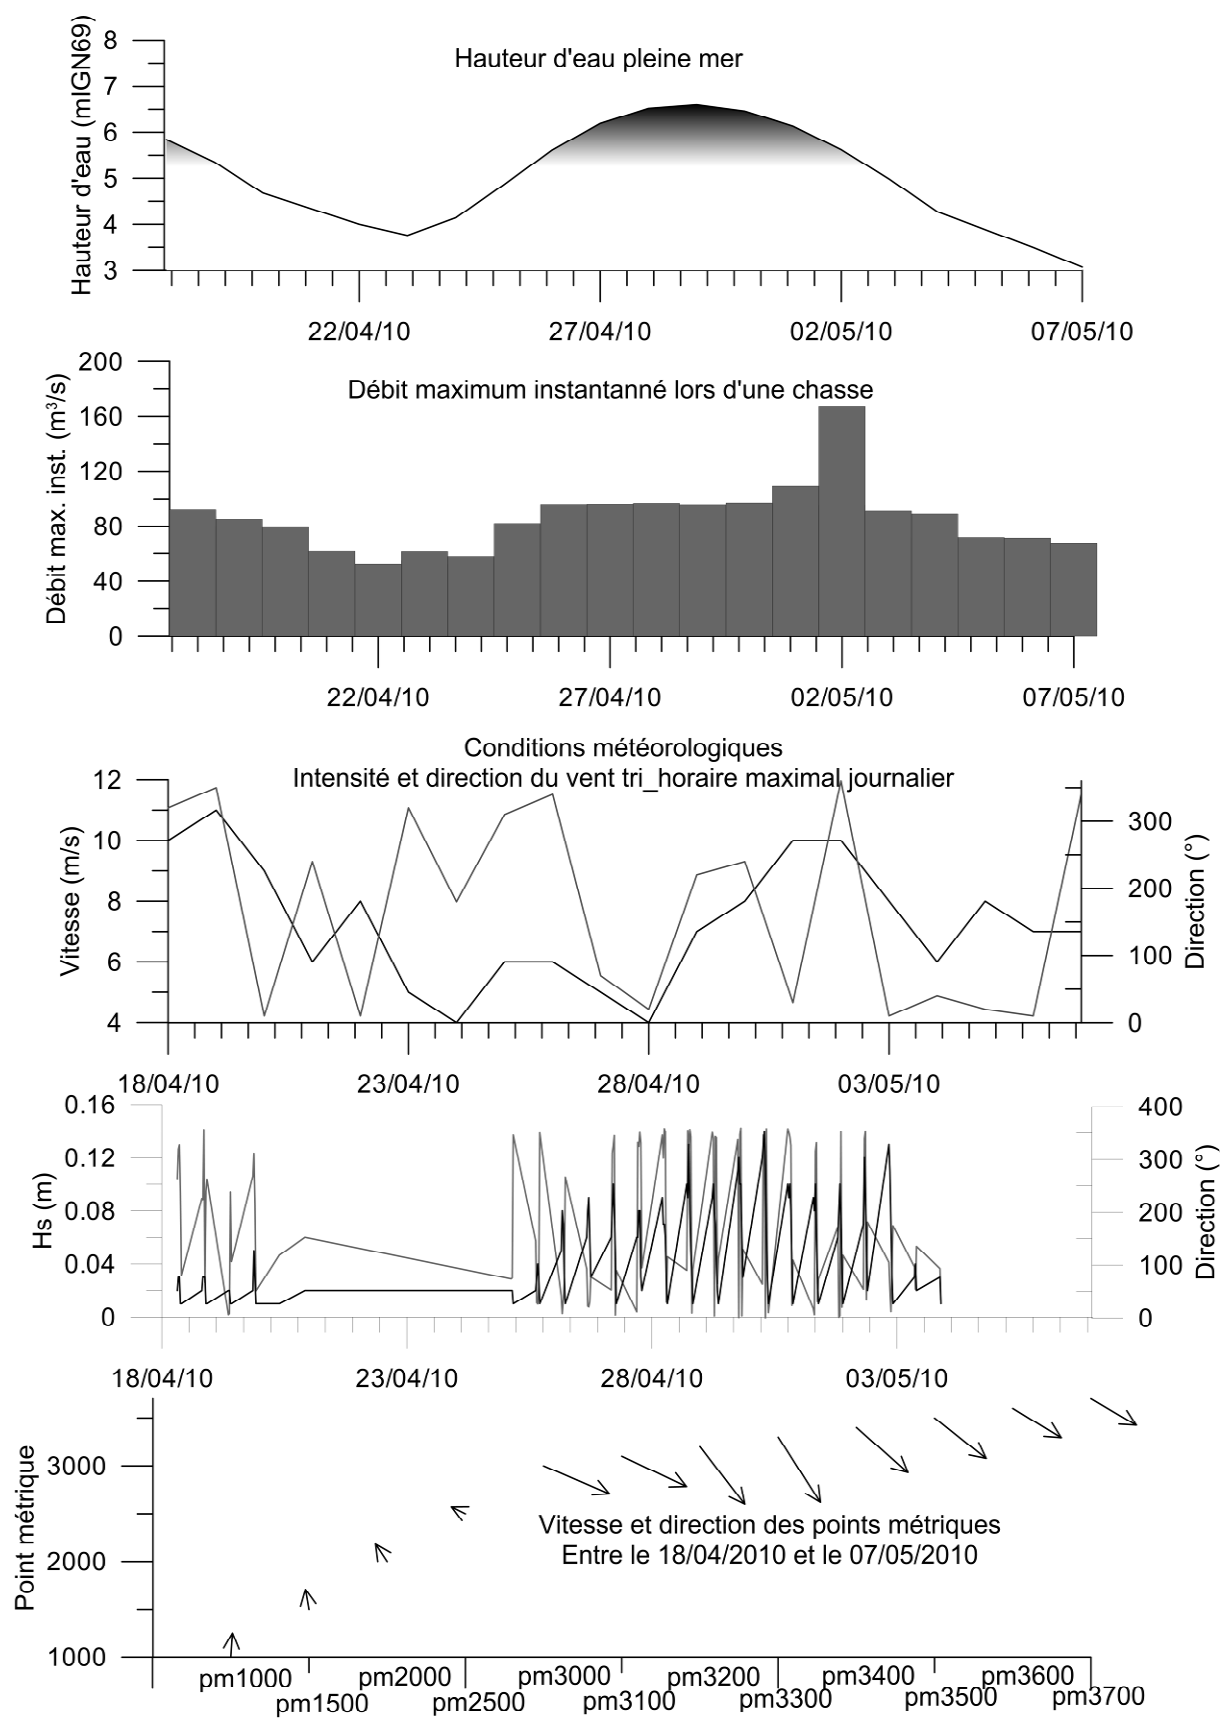 Hauteur d'eau pleine mer
Hauteur d'eau (mIGN69)
8
7
6
5
4
3
22/04/10 27/04/10 02/05/10 07/05/10
Débit maximum instantanné lors d'une chasse
Débit max. inst. (m³/s)
200
160
120
80
40
0
22/04/10 27/04/10 02/05/10 07/05/10
Conditions météorologiques
Intensité et direction du vent tri_horaire maximal journalier
Vitesse (m/s)
12
10
8
6
4
300
200
100
0
Direction (°)
18/04/10 23/04/10 28/04/10 03/05/10
Hs (m)
0.16
0.12
0.08
0.04
0
400
300
200
100
0
Direction (°)
18/04/10 23/04/10 28/04/10 03/05/10
Point métrique
3000
2000
1000
Vitesse et direction des points métriques
Entre le 18/04/2010 et le 07/05/2010
pm1000 pm2000 pm3000 pm3200 pm3400 pm3600
pm1500 pm2500 pm3100 pm3300 pm3500 pm3700